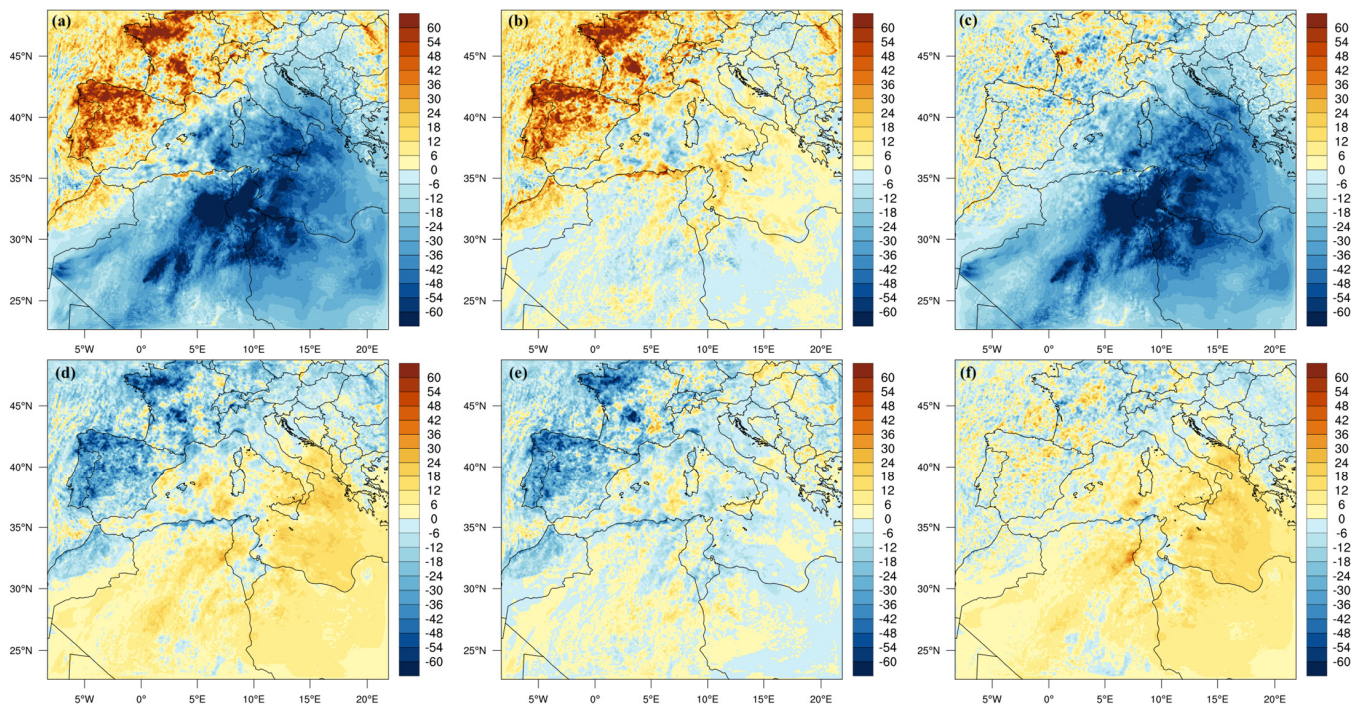 (a)
45°N
40°N
35°N
30°N
25°N
5°W
0°
5°E
10°E
15°E
20°E
60
54
48
42
36
30
24
18
12
6
0
-6
-12
-18
-24
-30
-36
-42
-48
-54
-60
(b)
45°N
40°N
35°N
30°N
25°N
5°W
0°
5°E
10°E
15°E
20°E
60
54
48
42
36
30
24
18
12
6
0
-6
-12
-18
-24
-30
-36
-42
-48
-54
-60
(c)
45°N
40°N
35°N
30°N
25°N
5°W
0°
5°E
10°E
15°E
20°E
60
54
48
42
36
30
24
18
12
6
0
-6
-12
-18
-24
-30
-36
-42
-48
-54
-60
(d)
45°N
40°N
35°N
30°N
25°N
5°W
0°
5°E
10°E
15°E
20°E
60
54
48
42
36
30
24
18
12
6
0
-6
-12
-18
-24
-30
-36
-42
-48
-54
-60
(e)
45°N
40°N
35°N
30°N
25°N
5°W
0°
5°E
10°E
15°E
20°E
60
54
48
42
36
30
24
18
12
6
0
-6
-12
-18
-24
-30
-36
-42
-48
-54
-60
(f)
45°N
40°N
35°N
30°N
25°N
5°W
0°
5°E
10°E
15°E
20°E
60
54
48
42
36
30
24
18
12
6
0
-6
-12
-18
-24
-30
-36
-42
-48
-54
-60